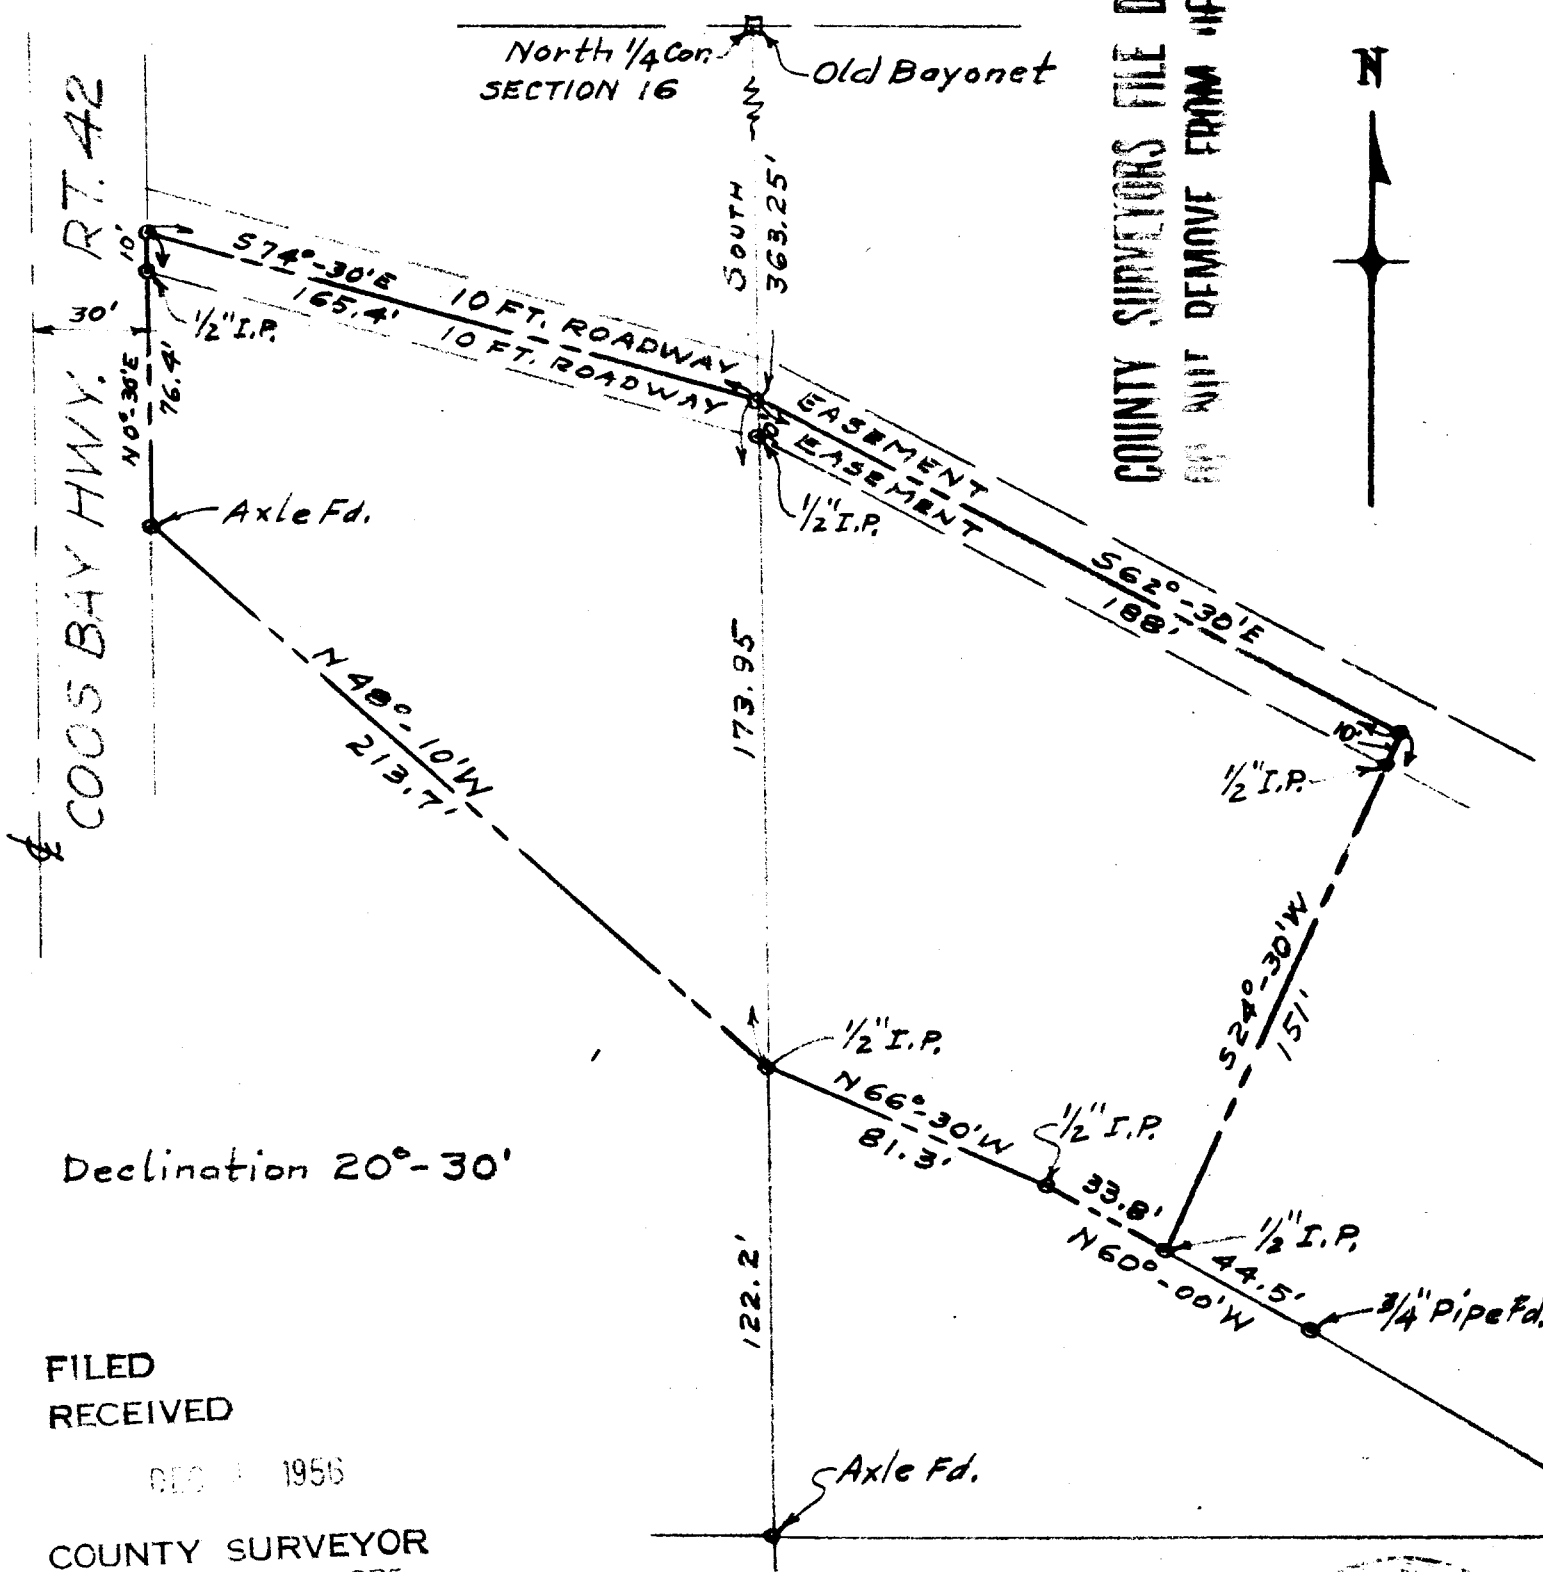 North 1/4 Cor.
SECTION 16
Old Bayonet
N
COUNTY SURVEYORS FILE
REMOVE FROM
COOS BAY HWY. RT. 42
SOUTH
363.25'
10'
S74°-30'E
165.4'
10 FT. ROADWAY
10 FT. ROADWAY
30'
1/2" I.P.
N0°-30'E
76.4'
EASEMENT
EASEMENT
10'
1/2" I.P.
Axle Fd.
S62°-30'E
188'
173.95
N48°-10'W
213.7'
10'
1/2" I.P.
S24°-30'W
151'
1/2" I.P.
N66°-30'W
81.3'
1/2" I.P.
33.8'
N60°-00'W
1/2" I.P.
44.5'
3/4" Pipe Fd.
Declination 20°-30'
122.2'
FILED
RECEIVED
DEC 1956
COUNTY SURVEYOR
Axle Fd.